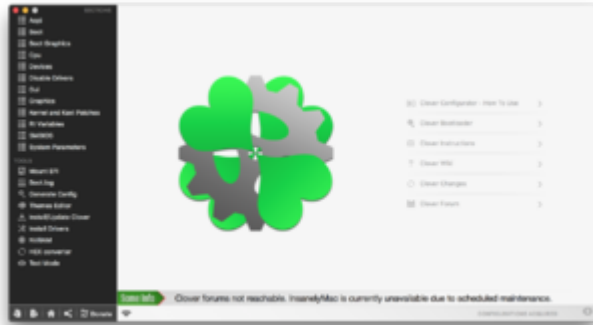 SECTIONS
Acpi
Boot
Boot Graphics
Cpu
Devices
Disable Drivers
Gui
Graphics
Kernel and Kext Patches
Rt Variables
SMBIOS
System Parameters
TOOLS
Mount EFI
Boot.log
Generate Config
Themes Editor
Install/Update Clover
Install Drivers
HEX converter
Text Mode
Clover Configurator - How To Use
Clover Bootloader
Clover Instructions
Clover Wiki
Clover Changes
Clover Forum
Clover forums not reachable. InsanelyMac is currently unavailable due to scheduled maintenance.
Donate